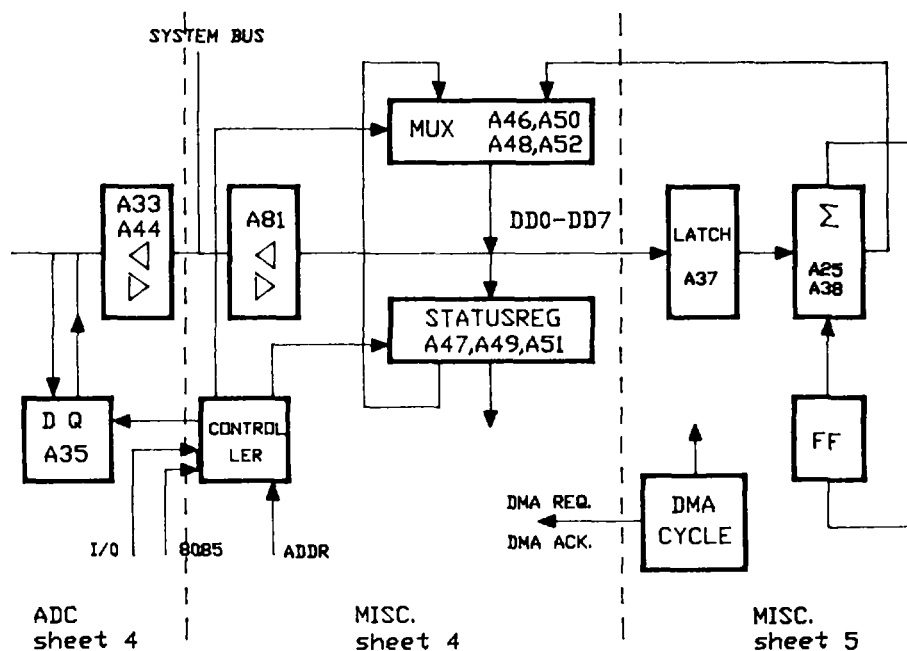 SYSTEM BUS
MUX A46,A50
A48,A52
A33
A44
A81
DD0-DD7
LATCH
A37
Σ
A25
A38
STATUSREG
A47,A49,A51
D Q
A35
CONTROL
LER
FF
DMA REQ.
DMA ACK.
DMA
CYCLE
I/O
8085
ADDR
ADC
sheet 4
MISC.
sheet 4
MISC.
sheet 5